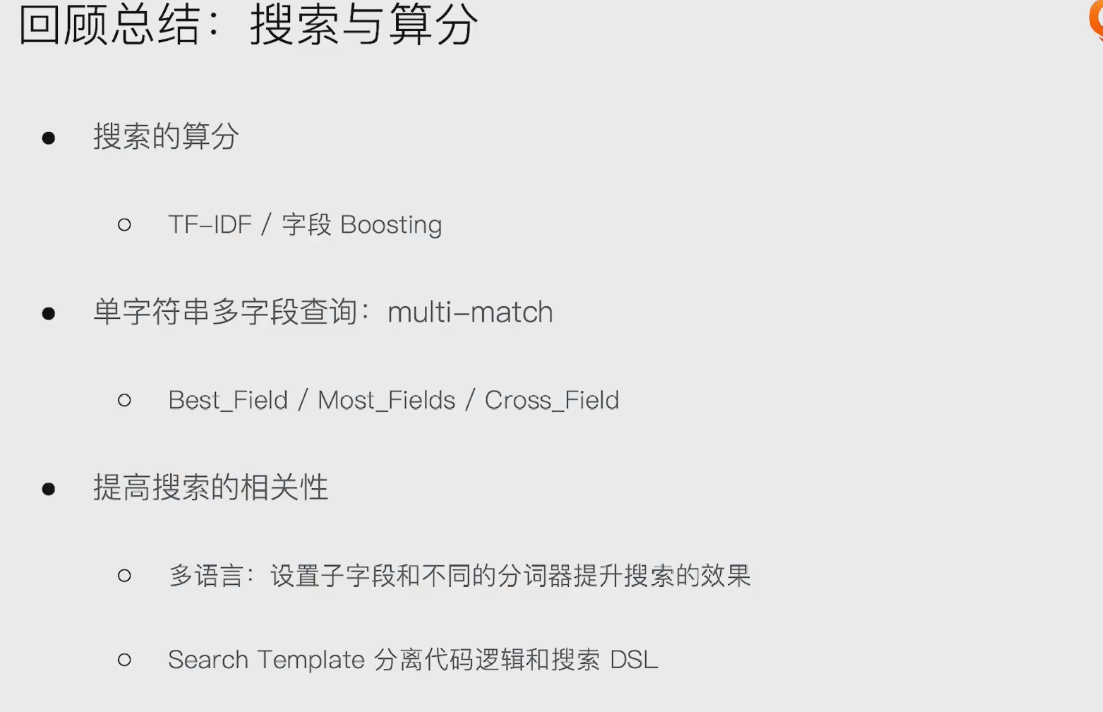 回顾总结：搜索与算分
● 搜索的算分
○ TF-IDF / 字段 Boosting
● 单字符串多字段查询：multi-match
○ Best_Field / Most_Fields / Cross_Field
● 提高搜索的相关性
○ 多语言：设置子字段和不同的分词器提升搜索的效果
○ Search Template 分离代码逻辑和搜索 DSL